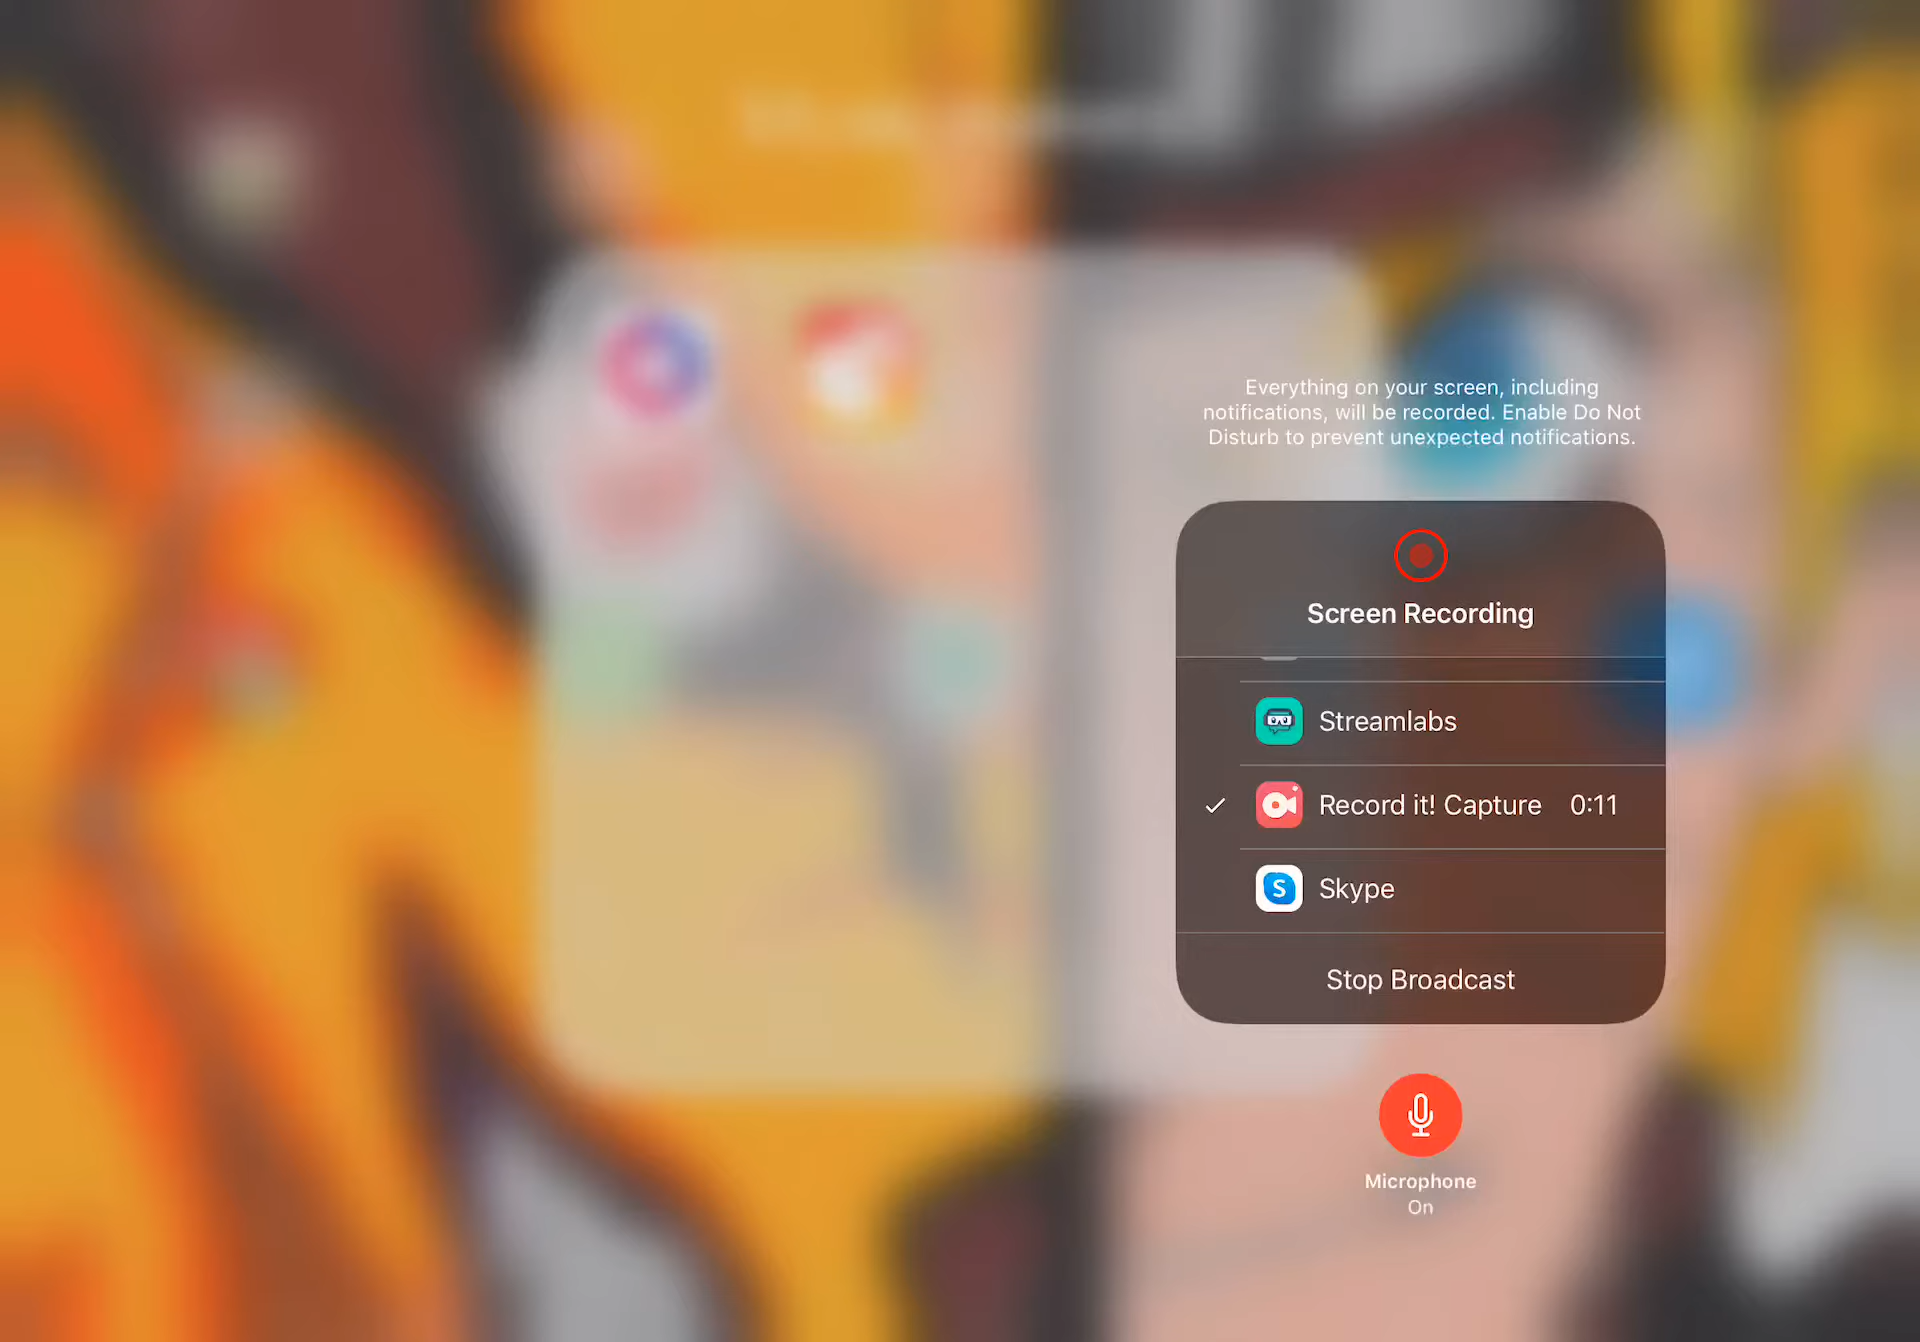 Everything on your screen, including
notifications, will be recorded. Enable Do Not
Disturb to prevent unexpected notifications.
Screen Recording
Streamlabs
Record it! Capture 0:11
S
Skype
Stop Broadcast
Microphone
On